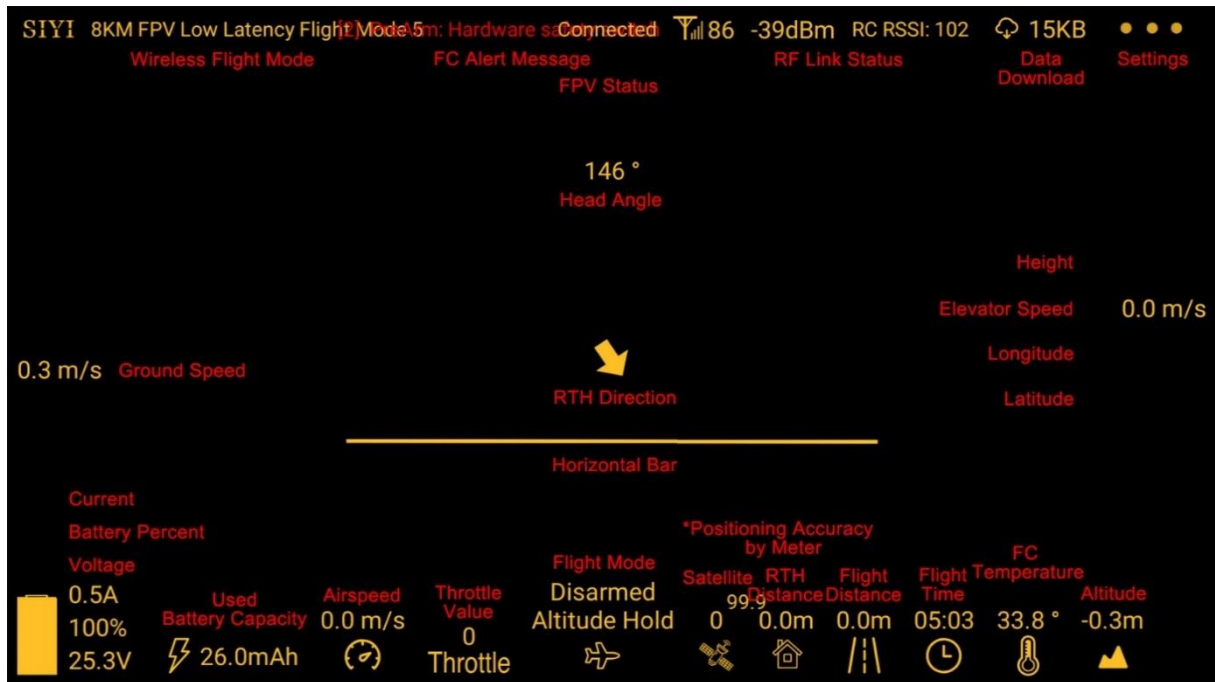 SIYI 8KM FPV Low Latency Flight Mode 5 Connected 86 -39dBm RC RSSI: 102 15KB
Wireless Flight Mode FC Alert Message RF Link Status Data Download Settings
FPV Status
146 °
Head Angle
Height
Elevator Speed 0.0 m/s
Longitude
0.3 m/s Ground Speed
RTH Direction
Latitude
Horizontal Bar
Current
Battery Percent
Voltage
0.5A
100%
25.3V
Used
Battery Capacity
26.0mAh
Airspeed
0.0 m/s
Throttle
Value
0
Throttle
Flight Mode
Disarmed
Altitude Hold
*Positioning Accuracy
by Meter
Satellite
99.9
0
RTH
Distance
0.0m
Flight
Distance
0.0m
Flight
Time
05:03
FC
Temperature
33.8 °
Altitude
-0.3m